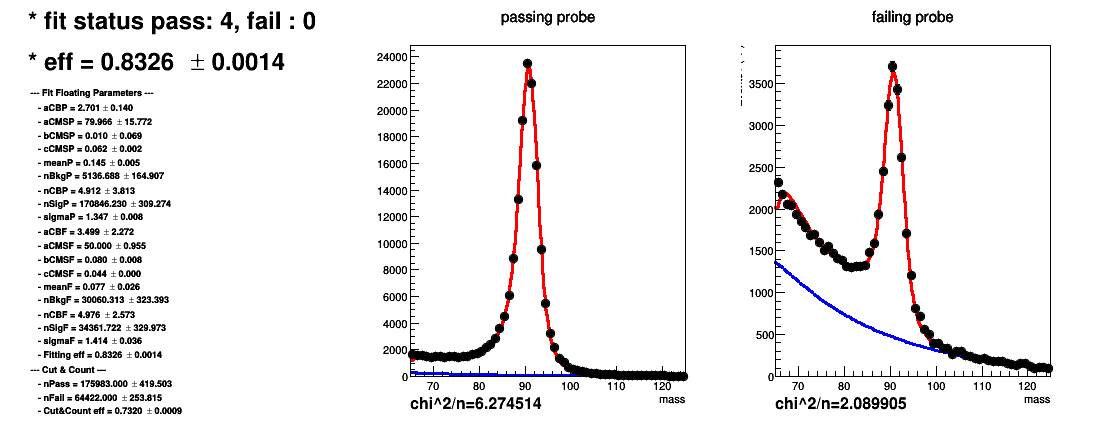 * fit status pass: 4, fail : 0
* eff = 0.8326 ± 0.0014
--- Fit Floating Parameters ---
- aCBP = 2.701 ± 0.140
- aCMSP = 79.966 ± 15.772
- bCMSP = 0.010 ± 0.069
- cCMSP = 0.062 ± 0.002
- meanP = 0.145 ± 0.005
- nBkgP = 5136.688 ± 164.907
- nCBP = 4.912 ± 3.813
- nSigP = 170846.230 ± 309.274
- sigmaP = 1.347 ± 0.008
- aCBF = 3.499 ± 2.272
- aCMSF = 50.000 ± 0.955
- bCMSF = 0.080 ± 0.008
- cCMSF = 0.044 ± 0.000
- meanF = 0.077 ± 0.026
- nBkgF = 30060.313 ± 323.393
- nCBF = 4.976 ± 2.573
- nSigF = 34361.722 ± 329.973
- sigmaF = 1.414 ± 0.036
- Fitting eff = 0.8326 ± 0.0014
--- Cut & Count ---
- nPass = 175983.000 ± 419.503
- nFail = 64422.000 ± 253.815
- Cut&Count eff = 0.7320 ± 0.0009
passing probe
24000
22000
20000
18000
16000
14000
12000
10000
8000
6000
4000
2000
0
70 80 90 100 110 120
mass
chi^2/n=6.274514
failing probe
3500
3000
2500
2000
1500
1000
500
0
70 80 90 100 110 120
mass
chi^2/n=2.089905